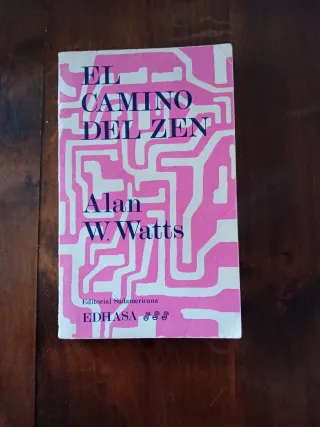 EL
CAMINO
DEL ZEN
Alan
W. Watts
Editorial Sudamericana
EDHASA